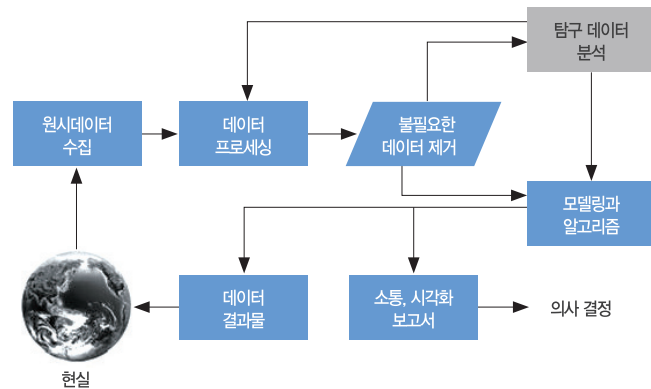 탐구 데이터
분석
원시데이터
수집
데이터
프로세싱
불필요한
데이터 제거
모델링과
알고리즘
데이터
결과물
소통, 시각화
보고서
의사 결정
현실